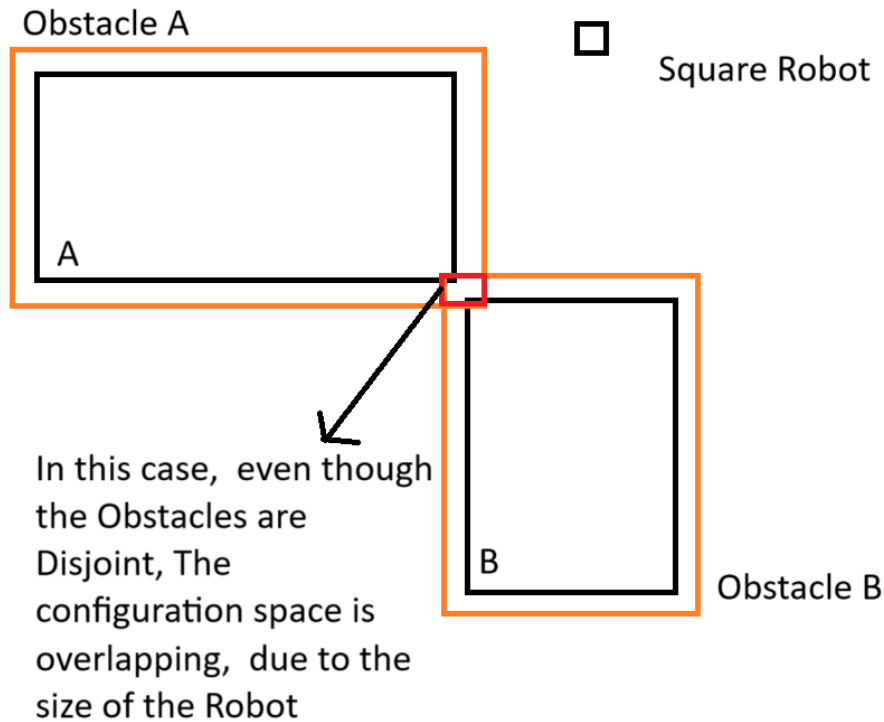 Obstacle A
Square Robot
A
In this case,  even though
the Obstacles are
Disjoint, The
configuration space is
overlapping,  due to the
size of the Robot
B
Obstacle B